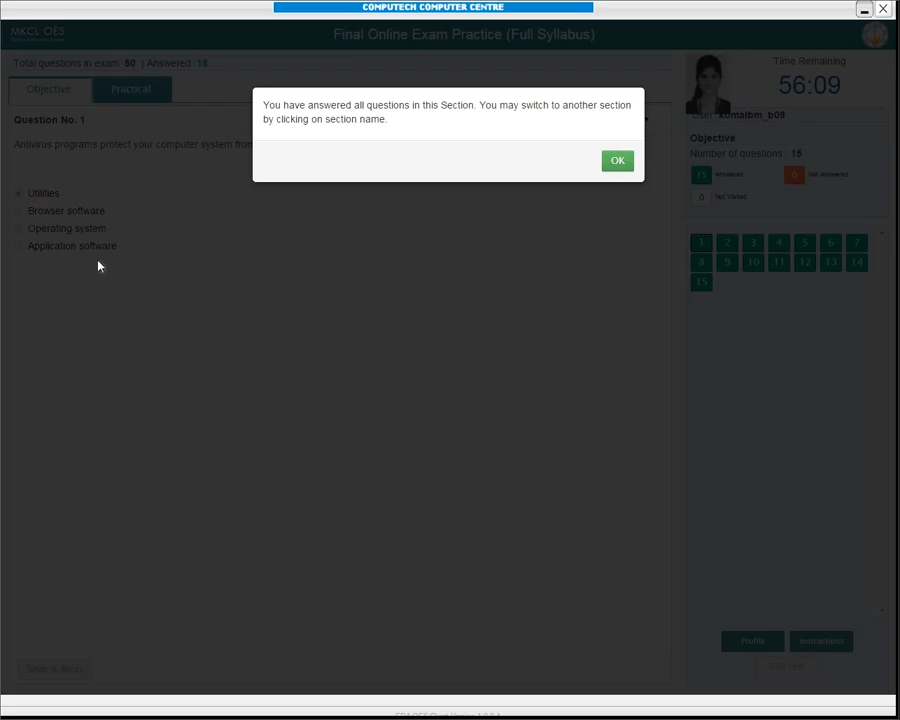 COMPUTECH COMPUTER CENTRE
MKCL OES
Final Online Exam Practice (Full Syllabus)
Total questions in exam: 50 | Answered: 15
Time Remaining
56:09
Objective
Practical
User: komalbm_b09
Question No. 1
You have answered all questions in this Section. You may switch to another section
by clicking on section name.
OK
Antivirus programs protect your computer system from
Utilities
Browser software
Operating system
Application software
Objective
Number of questions: 15
15 Answered
0 Not Answered
0 Not Visited
1 2 3 4 5 6 7
8 9 10 11 12 13 14
15
Profile
Instructions
Save & Next